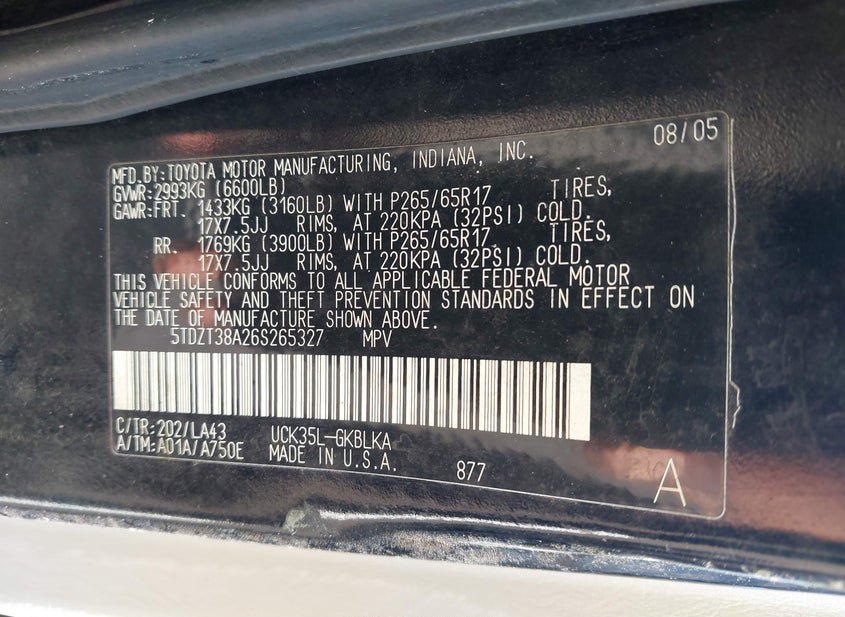 08/05
MFD.BY:TOYOTA MOTOR MANUFACTURING, INDIANA, INC.
GVWR:2993KG (6600LB)
GAWR:FRT. 1433KG (3160LB) WITH P265/65R17 TIRES,
17X7.5JJ RIMS, AT 220KPA (32PSI) COLD.
RR. 1769KG (3900LB) WITH P265/65R17 TIRES,
17X7.5JJ RIMS, AT 220KPA (32PSI) COLD.
THIS VEHICLE CONFORMS TO ALL APPLICABLE FEDERAL MOTOR
VEHICLE SAFETY AND THEFT PREVENTION STANDARDS IN EFFECT ON
THE DATE OF MANUFACTURE SHOWN ABOVE.
5TDZT38A26S265327 MPV
C/TR:202/LA43 UCK35L-GKBLKA
A/TM:A01A/A750E MADE IN U.S.A. 877 A